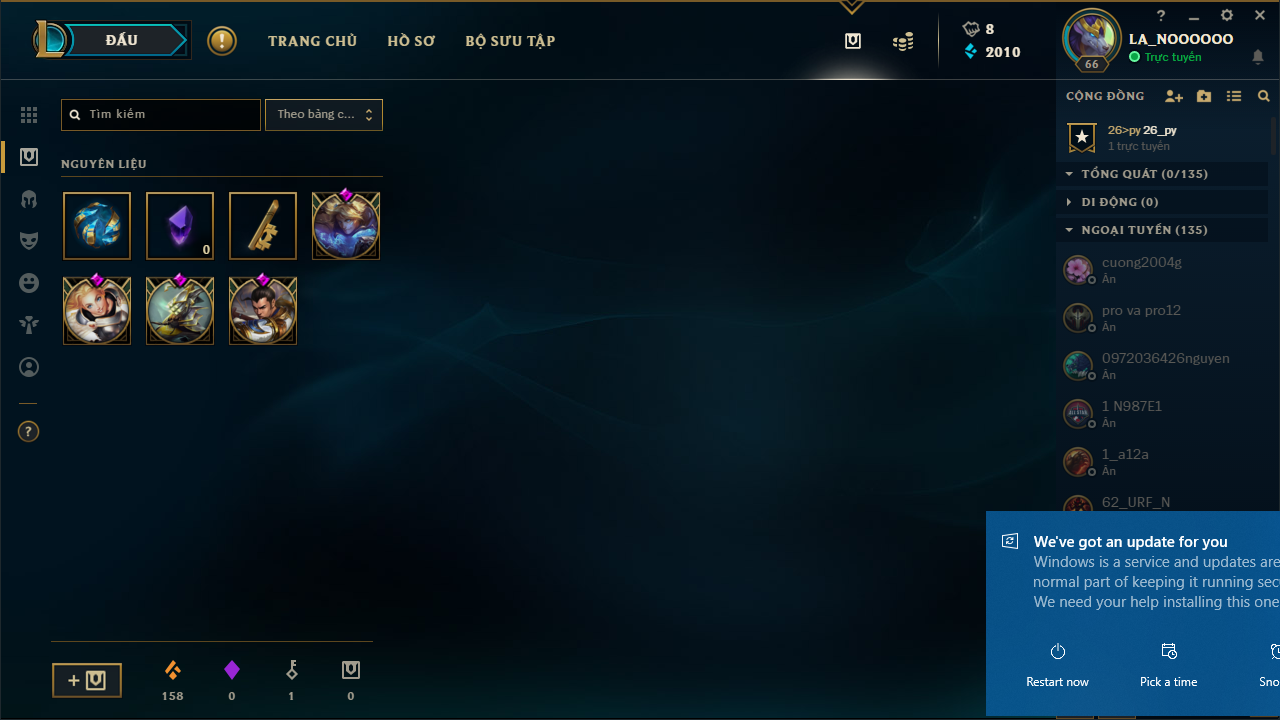 ĐẤU
TRANG CHỦ
HỒ SƠ
BỘ SƯU TẬP
8
2010
?
LA_NOOOOOO
Trực tuyến
66
Tìm kiếm
Theo bảng c...
NGUYÊN LIỆU
0
?
158
0
1
0
CỘNG ĐỒNG
26>py 26_py
1 trực tuyến
TỔNG QUÁT (0/135)
DI ĐỘNG (0)
NGOẠI TUYẾN (135)
cuong2004g
Ẩn
pro va pro12
Ẩn
0972036426nguyen
Ẩn
1 N987E1
Ẩn
1_a12a
Ẩn
62_URF_N
We've got an update for you
Windows is a service and updates are
normal part of keeping it running sec
We need your help installing this one
Restart now
Pick a time
Sno